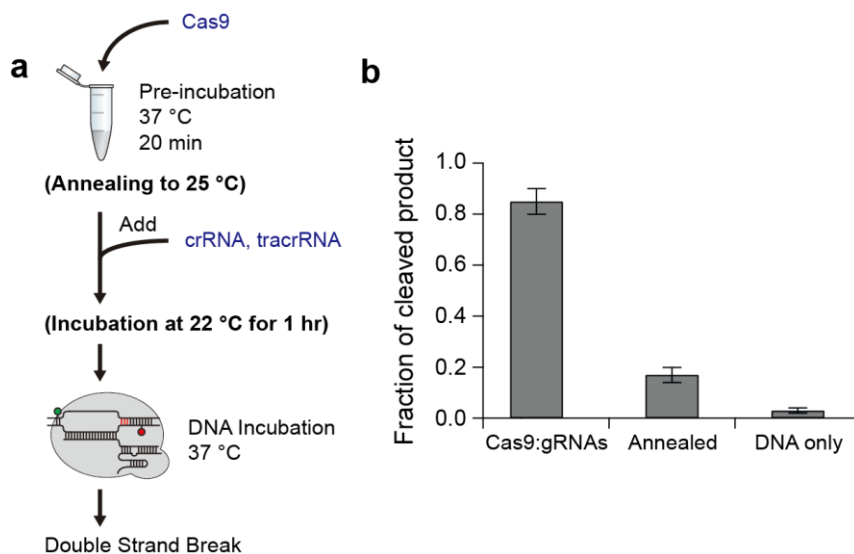 a
Cas9
Pre-incubation
37 °C
20 min
(Annealing to 25 °C)
Add
crRNA, tracrRNA
(Incubation at 22 °C for 1 hr)
DNA Incubation
37 °C
Double Strand Break
b
Fraction of cleaved product
1.0
0.8
0.6
0.4
0.2
0.0
Cas9:gRNAs Annealed DNA only